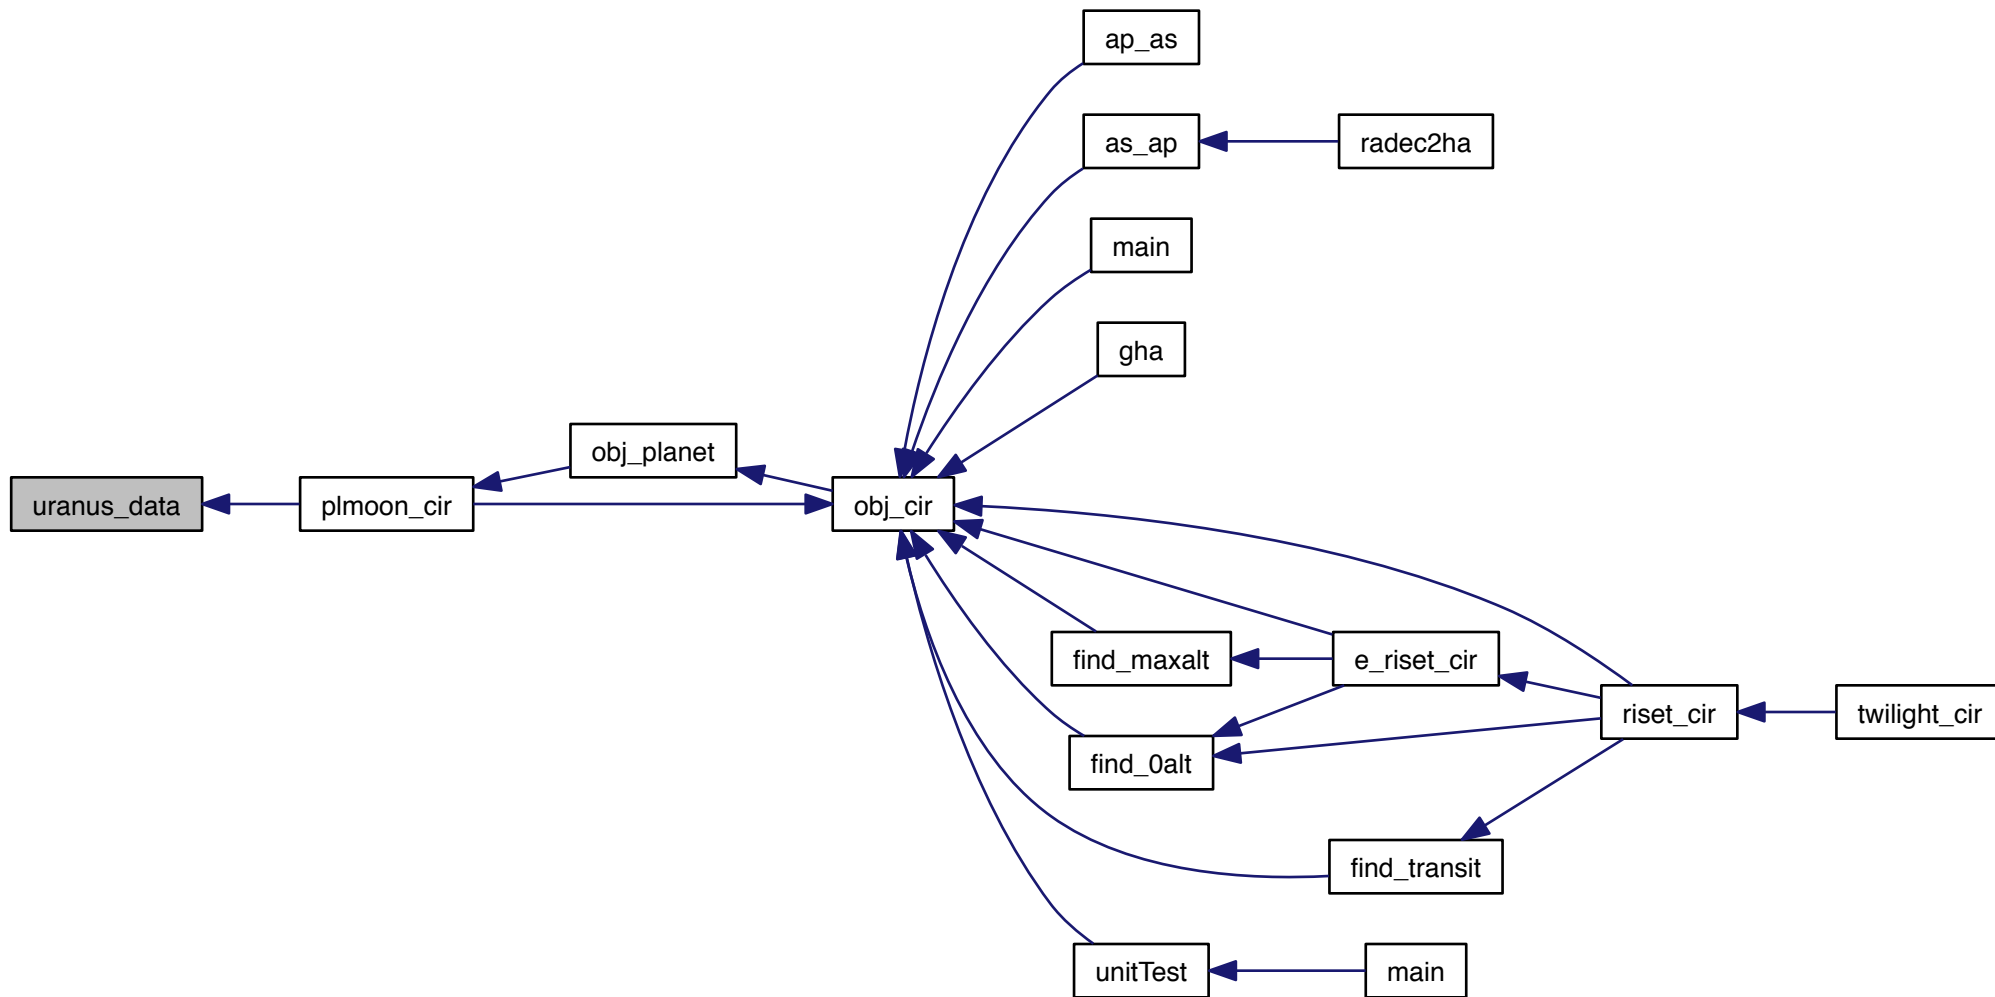 ap_as
as_ap
radec2ha
main
gha
obj_planet
uranus_data
plmoon_cir
obj_cir
find_maxalt
e_riset_cir
riset_cir
twilight_cir
find_0alt
find_transit
unitTest
main